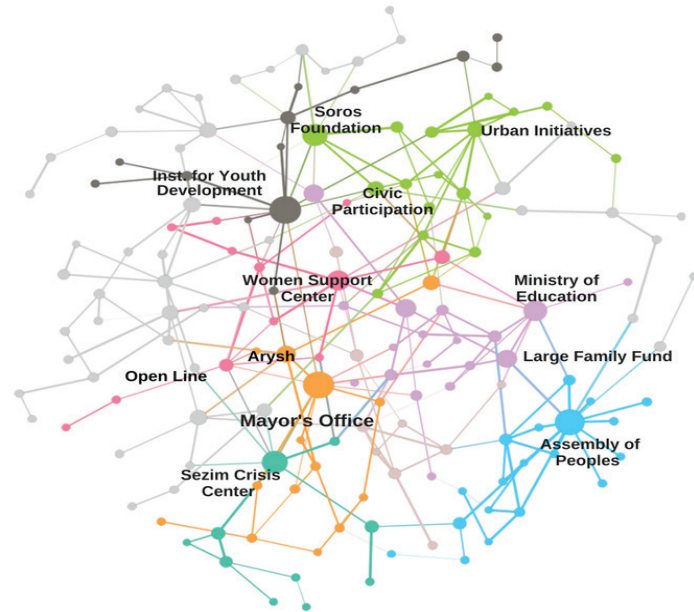 Soros
Foundation
Urban Initiatives
Inst. for Youth
Development
Civic
Participation
Women Support
Center
Ministry of
Education
Arysh
Large Family Fund
Open Line
Mayor's Office
Assembly of
Peoples
Sezim Crisis
Center